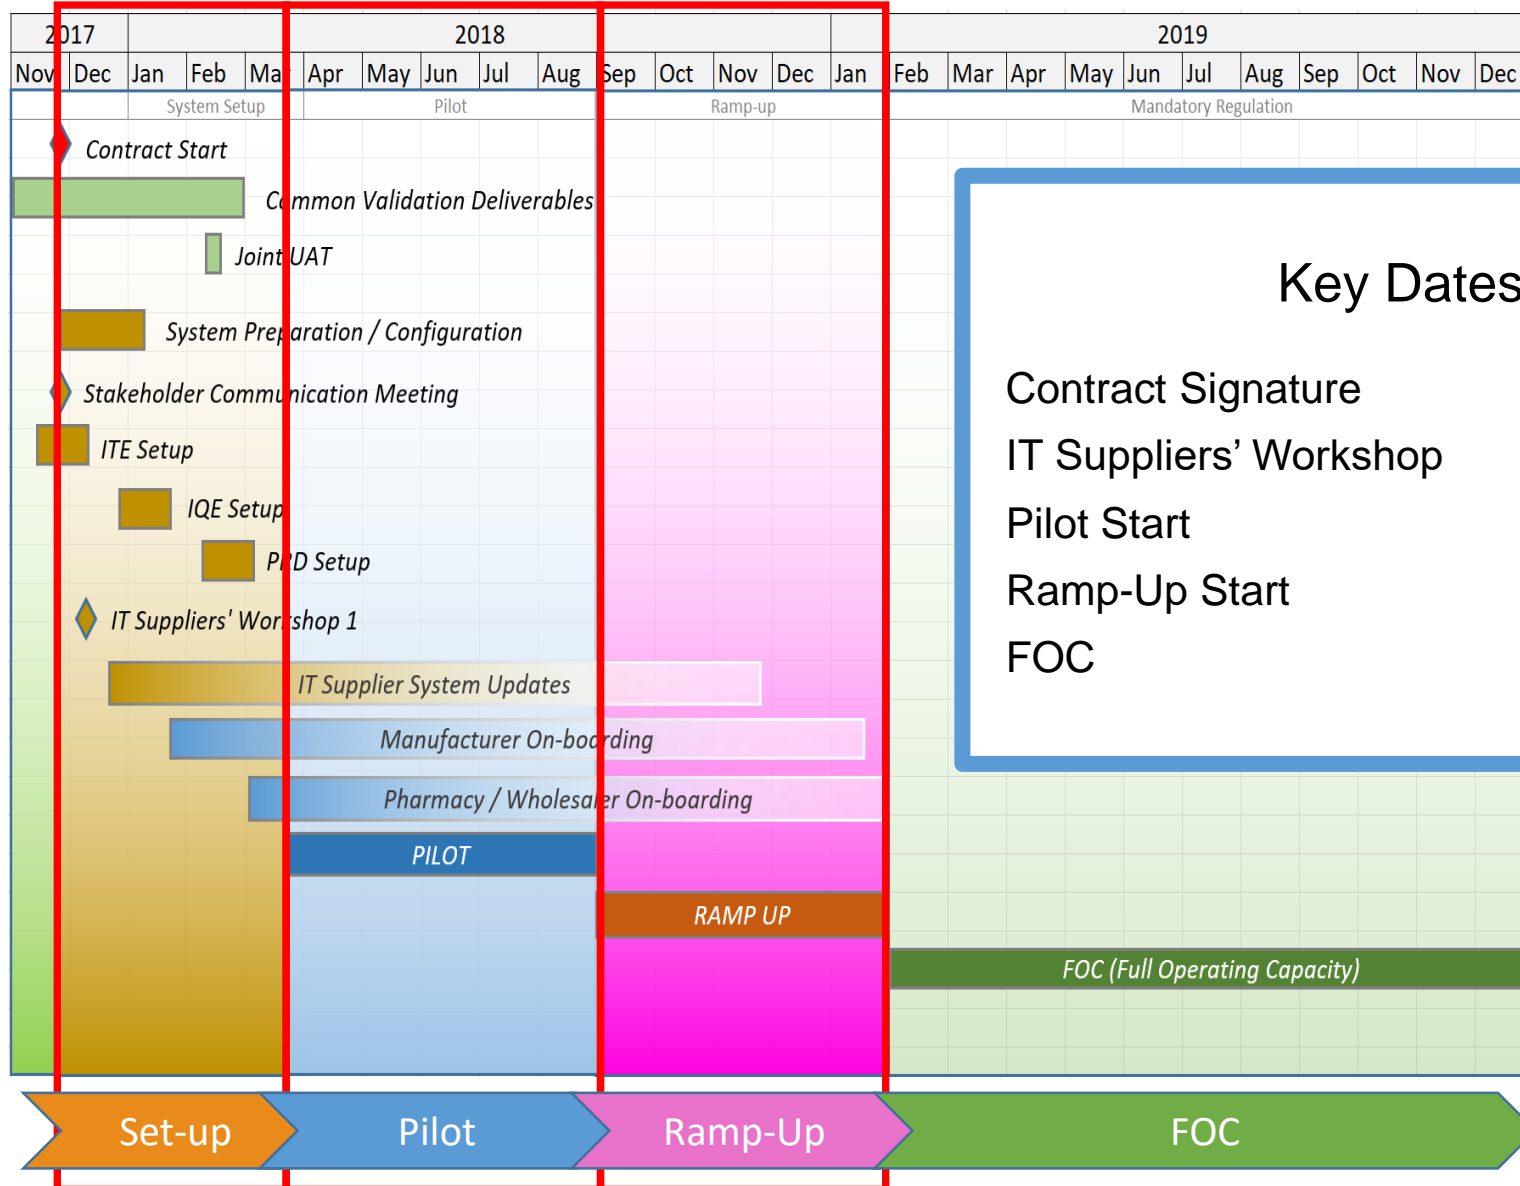 2017 2018 2019
Nov Dec Jan Feb Mar Apr May Jun Jul Aug Sep Oct Nov Dec Jan Feb Mar Apr May Jun Jul Aug Sep Oct Nov Dec
System Setup Pilot Ramp-up Mandatory Regulation
Contract Start
Common Validation Deliverables
Joint UAT
System Preparation / Configuration
Stakeholder Communication Meeting
ITE Setup
IQE Setup
PRD Setup
IT Suppliers' Workshop 1
IT Supplier System Updates
Manufacturer On-boarding
Pharmacy / Wholesaler On-boarding
PILOT
RAMP UP
FOC (Full Operating Capacity)
Key Dates
Contract Signature
IT Suppliers’ Workshop
Pilot Start
Ramp-Up Start
FOC
Set-up Pilot Ramp-Up FOC